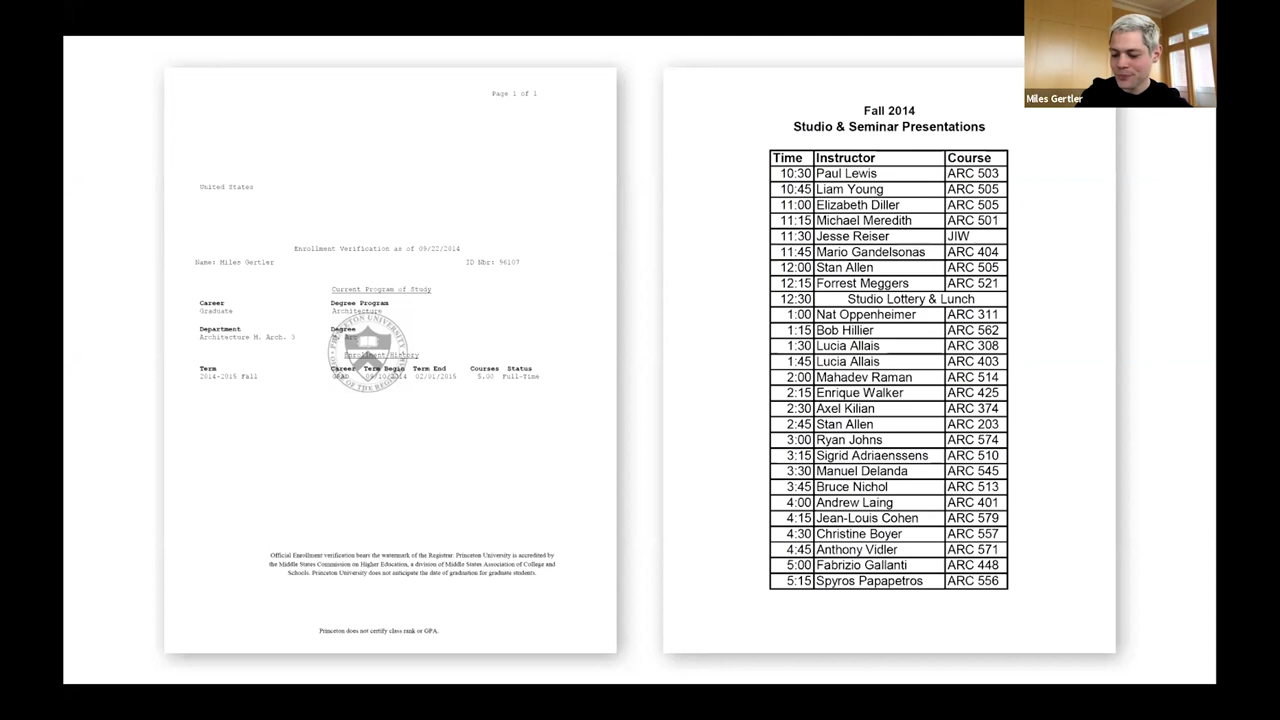 Page 1 of 1
United States
Enrollment Verification as of 09/22/2014
Name: Miles Gertler ID Nbr: 96107
Current Program of Study
Career Degree Program
Graduate Architecture
Department Degree
Architecture M. Arch. 3 Arc
Enrollment History
Term Career Term Begin Term End Courses Status
2014-2015 Fall GRAD 09/10/2014 02/01/2015 5.00 Full-Time
PRINCETON UNIVERSITY
OFFICE OF THE REGISTRAR
Official Enrollment verification bears the watermark of the Registrar. Princeton University is accredited by
the Middle States Commission on Higher Education, a division of Middle States Association of College and
Schools. Princeton University does not anticipate the date of graduation for graduate students.
Princeton does not certify class rank or GPA.
Fall 2014
Studio & Seminar Presentations
Time Instructor Course
10:30 Paul Lewis ARC 503
10:45 Liam Young ARC 505
11:00 Elizabeth Diller ARC 505
11:15 Michael Meredith ARC 501
11:30 Jesse Reiser JIW
11:45 Mario Gandelsonas ARC 404
12:00 Stan Allen ARC 505
12:15 Forrest Meggers ARC 521
12:30 Studio Lottery & Lunch
1:00 Nat Oppenheimer ARC 311
1:15 Bob Hillier ARC 562
1:30 Lucia Allais ARC 308
1:45 Lucia Allais ARC 403
2:00 Mahadev Raman ARC 514
2:15 Enrique Walker ARC 425
2:30 Axel Kilian ARC 374
2:45 Stan Allen ARC 203
3:00 Ryan Johns ARC 574
3:15 Sigrid Adriaenssens ARC 510
3:30 Manuel Delanda ARC 545
3:45 Bruce Nichol ARC 513
4:00 Andrew Laing ARC 401
4:15 Jean-Louis Cohen ARC 579
4:30 Christine Boyer ARC 557
4:45 Anthony Vidler ARC 571
5:00 Fabrizio Gallanti ARC 448
5:15 Spyros Papapetros ARC 556
Miles Gertler